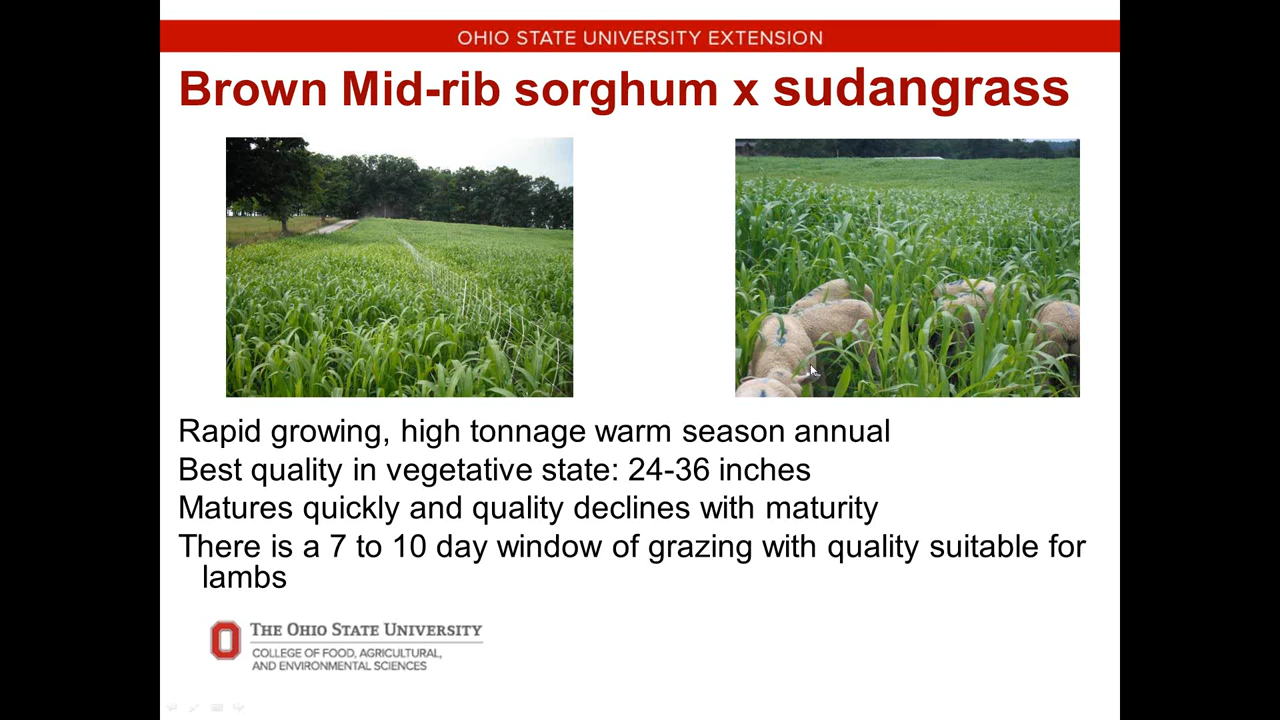 OHIO STATE UNIVERSITY EXTENSION
Brown Mid-rib sorghum x sudangrass
Rapid growing, high tonnage warm season annual
Best quality in vegetative state: 24-36 inches
Matures quickly and quality declines with maturity
There is a 7 to 10 day window of grazing with quality suitable for
lambs
THE OHIO STATE UNIVERSITY
COLLEGE OF FOOD, AGRICULTURAL,
AND ENVIRONMENTAL SCIENCES